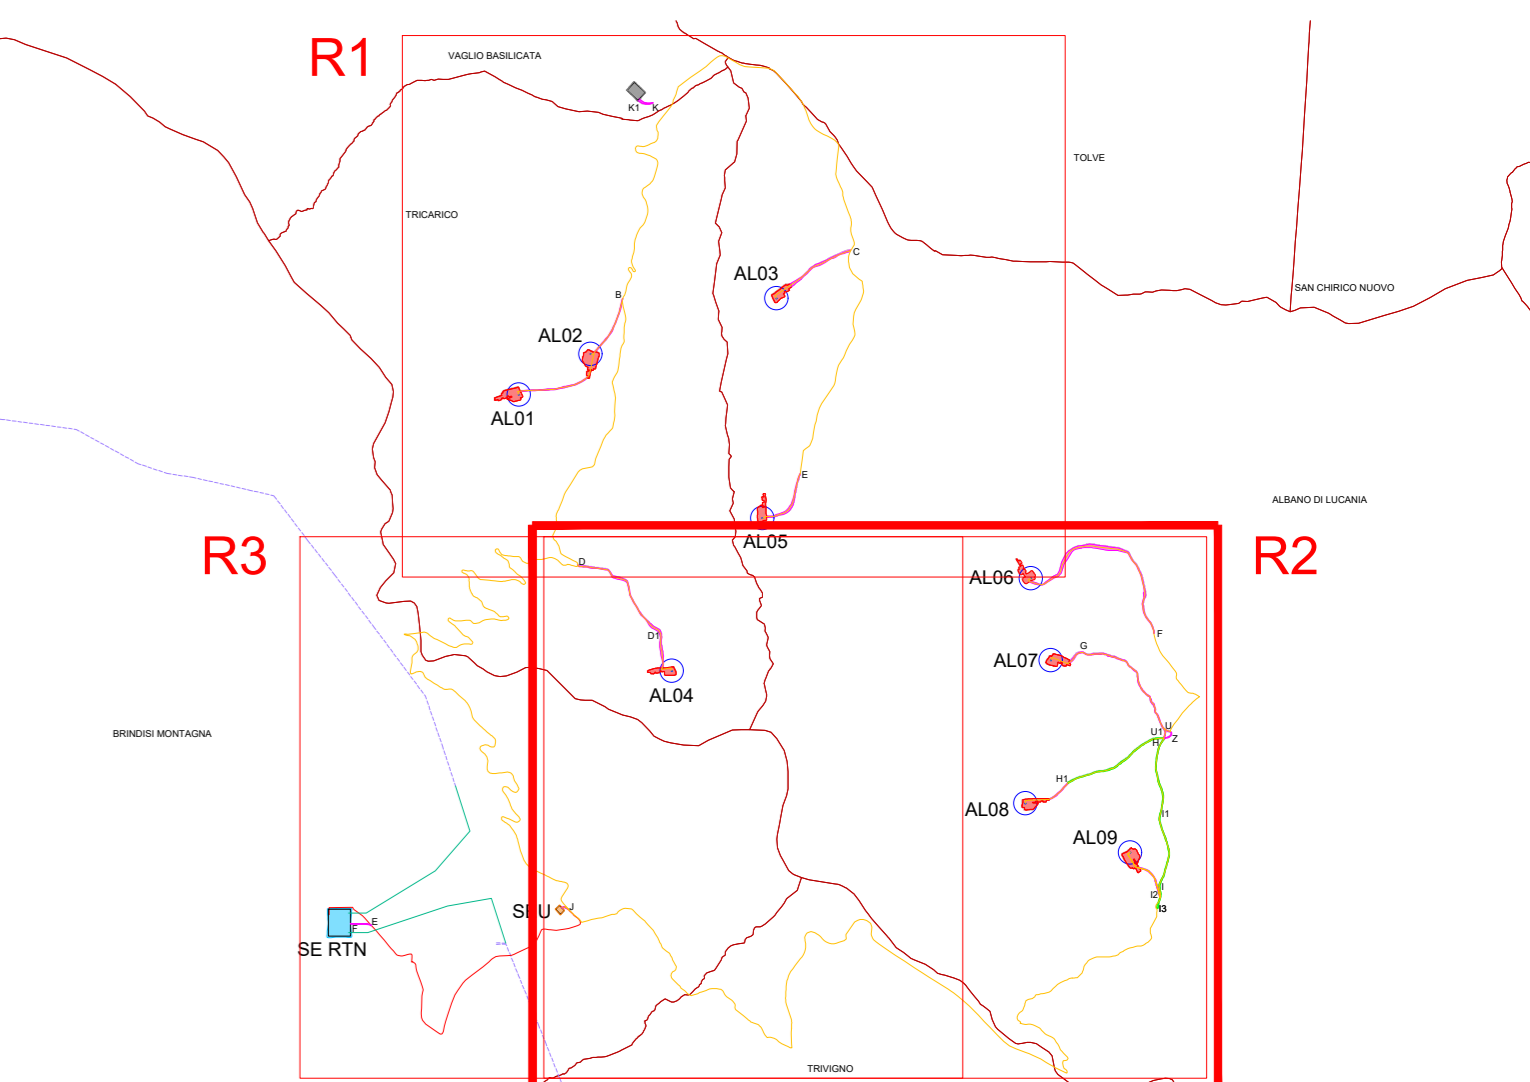 R1
VAGLIO BASILICATA
K1
K
TOLVE
TRICARICO
C
AL03
SAN CHIRICO NUOVO
B
AL02
AL01
E
ALBANO DI LUCANIA
AL05
R3
R2
D
AL06
D1
F
G
AL07
AL04
U
U1
Z
H
BRINDISI MONTAGNA
H1
AL08
I1
AL09
I
I2
I3
J
E
F
SE RTN
TRIVIGNO